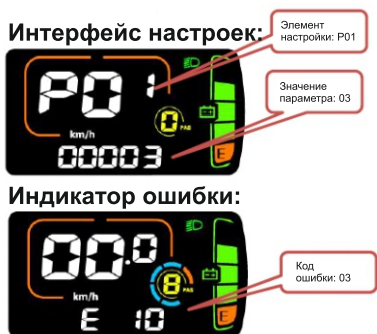 Интерфейс настроек:
Элемент
настройки: P01
P01
0
PAS
Значение
параметра: 03
km/h
00003
E
Индикатор ошибки:
00.0
8
PAS
km/h
Код
ошибки: 03
E 10
E